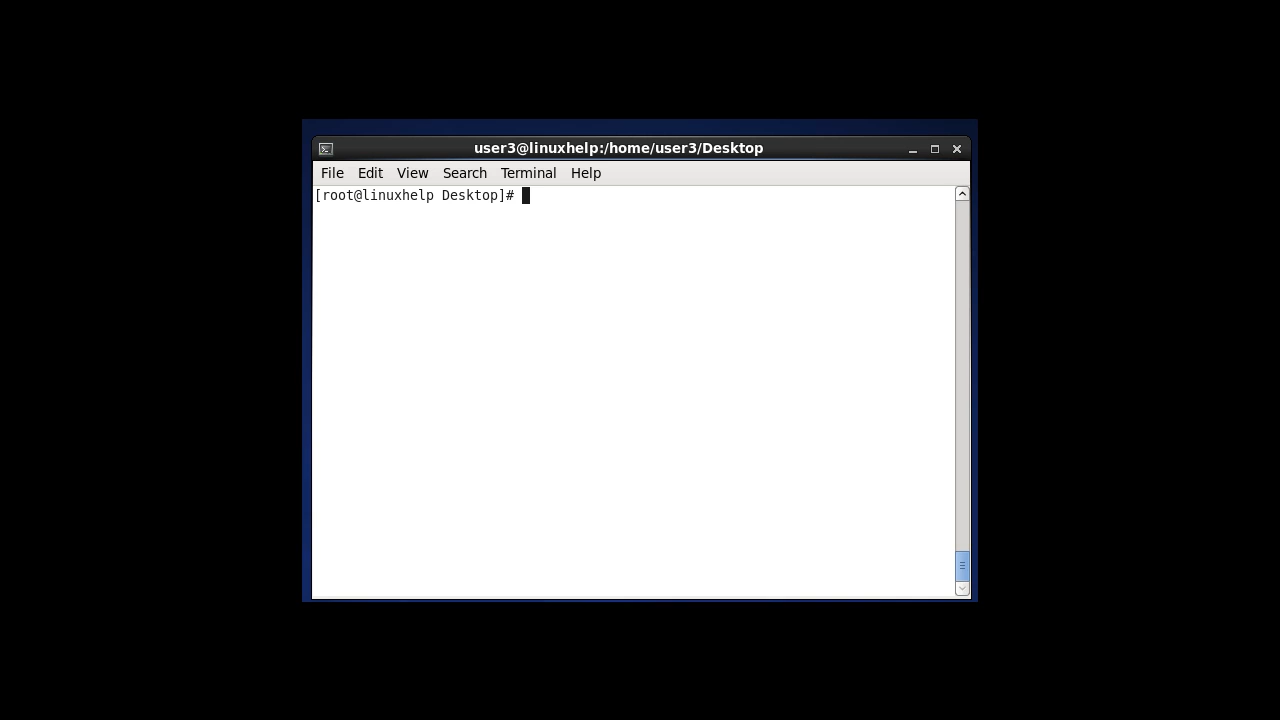 user3@linuxhelp:/home/user3/Desktop
File Edit View Search Terminal Help
[root@linuxhelp Desktop]#